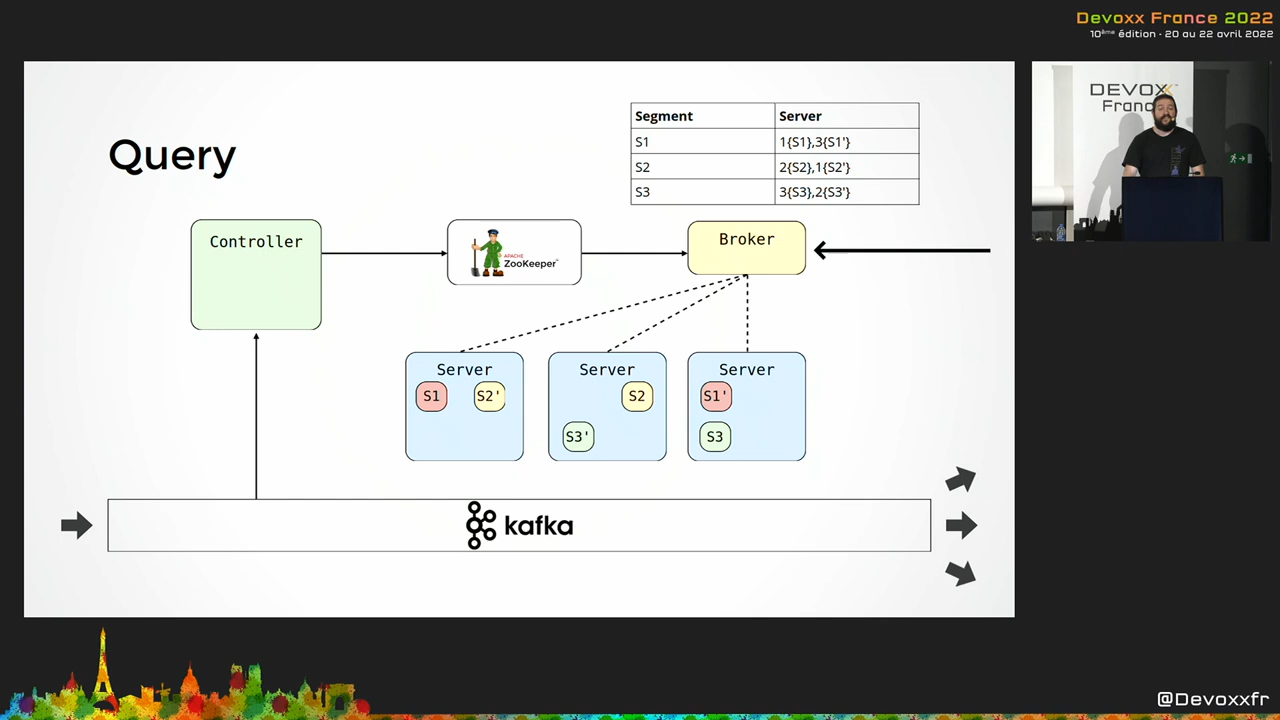 Devoxx France 2022
10ème édition - 20 au 22 avril 2022
DEVOXX
France
Query
Segment Server
S1 1{S1},3{S1'}
S2 2{S2},1{S2'}
S3 3{S3},2{S3'}
Controller
APACHE
ZooKeeper
Broker
Server Server Server
S1 S2' S2 S1'
S3' S3
kafka
@Devoxxfr